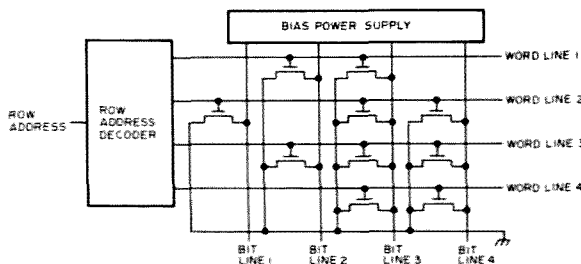 BIAS POWER SUPPLY
WORD LINE 1
ROW
ADDRESS
ROW
ADDRESS
DECODER
WORD LINE 2
WORD LINE 3
WORD LINE 4
BIT
LINE 1
BIT
LINE 2
BIT
LINE 3
BIT
LINE 4